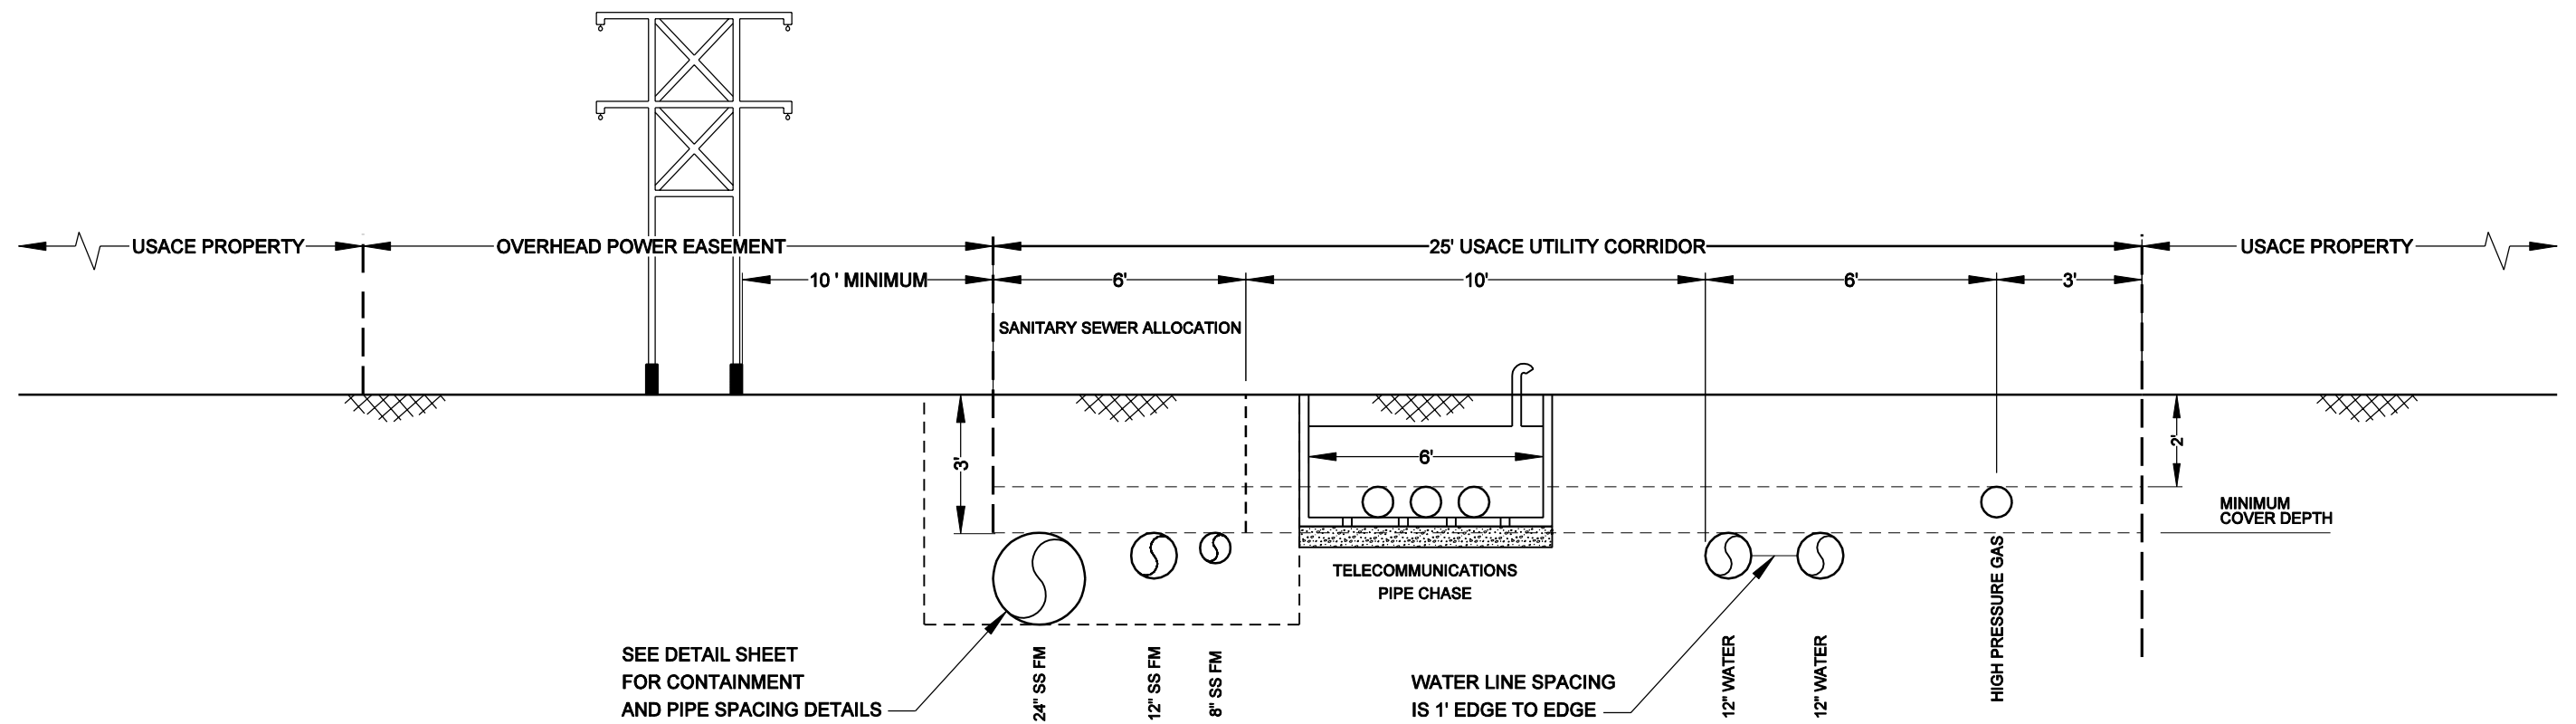 USACE PROPERTY
OVERHEAD POWER EASEMENT
25' USACE UTILITY CORRIDOR
USACE PROPERTY
10 ' MINIMUM
6'
10'
6'
3'
SANITARY SEWER ALLOCATION
3'
6'
2'
MINIMUM
COVER DEPTH
TELECOMMUNICATIONS
PIPE CHASE
SEE DETAIL SHEET
FOR CONTAINMENT
AND PIPE SPACING DETAILS
24" SS FM
12" SS FM
8" SS FM
WATER LINE SPACING
IS 1' EDGE TO EDGE
12" WATER
12" WATER
HIGH PRESSURE GAS